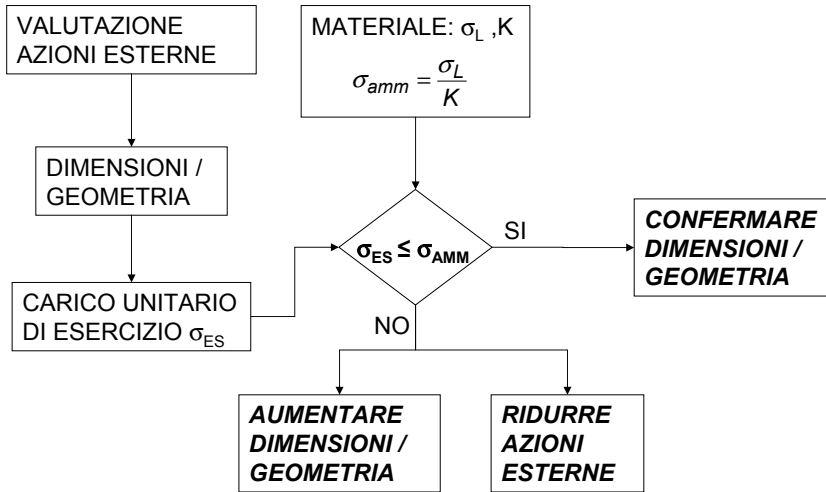 VALUTAZIONE
AZIONI ESTERNE
MATERIALE: σL ,K
σamm = σL / K
DIMENSIONI /
GEOMETRIA
σES ≤ σAMM
SI
CONFERMARE
DIMENSIONI /
GEOMETRIA
CARICO UNITARIO
DI ESERCIZIO σES
NO
AUMENTARE
DIMENSIONI /
GEOMETRIA
RIDURRE
AZIONI
ESTERNE